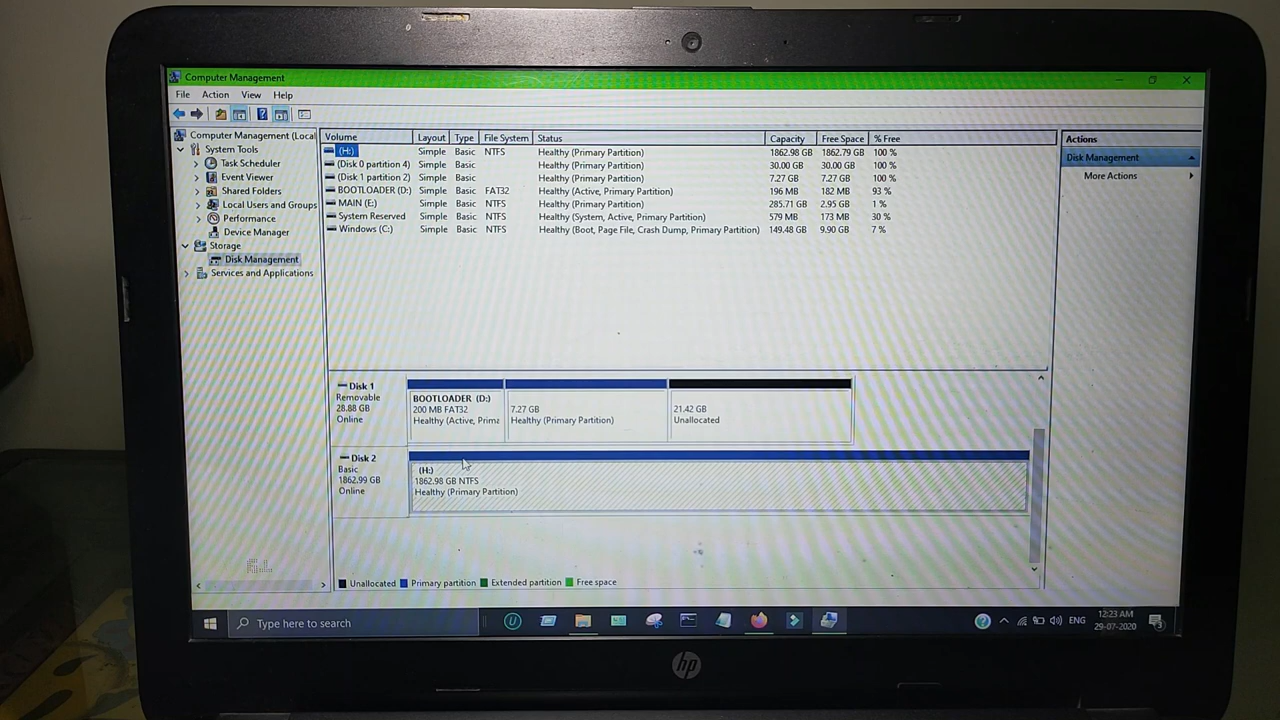 Computer Management
File Action View Help
Computer Management (Local
System Tools
Task Scheduler
Event Viewer
Shared Folders
Local Users and Groups
Performance
Device Manager
Storage
Disk Management
Services and Applications
Volume Layout Type File System Status Capacity Free Space % Free
(H:) Simple Basic NTFS Healthy (Primary Partition) 1862.98 GB 1862.79 GB 100 %
(Disk 0 partition 4) Simple Basic Healthy (Primary Partition) 30.00 GB 30.00 GB 100 %
(Disk 1 partition 2) Simple Basic Healthy (Primary Partition) 7.27 GB 7.27 GB 100 %
BOOTLOADER (D:) Simple Basic FAT32 Healthy (Active, Primary Partition) 196 MB 182 MB 93 %
MAIN (E:) Simple Basic NTFS Healthy (Primary Partition) 285.71 GB 2.95 GB 1 %
System Reserved Simple Basic NTFS Healthy (System, Active, Primary Partition) 579 MB 173 MB 30 %
Windows (C:) Simple Basic NTFS Healthy (Boot, Page File, Crash Dump, Primary Partition) 149.48 GB 9.90 GB 7 %
Actions
Disk Management
More Actions
Disk 1
Removable
28.88 GB
Online
BOOTLOADER (D:)
200 MB FAT32
Healthy (Active, Prima
7.27 GB
Healthy (Primary Partition)
21.42 GB
Unallocated
Disk 2
Basic
1862.99 GB
Online
(H:)
1862.98 GB NTFS
Healthy (Primary Partition)
Unallocated Primary partition Extended partition Free space
Type here to search
ENG
12:23 AM
29-07-2020
3
hp